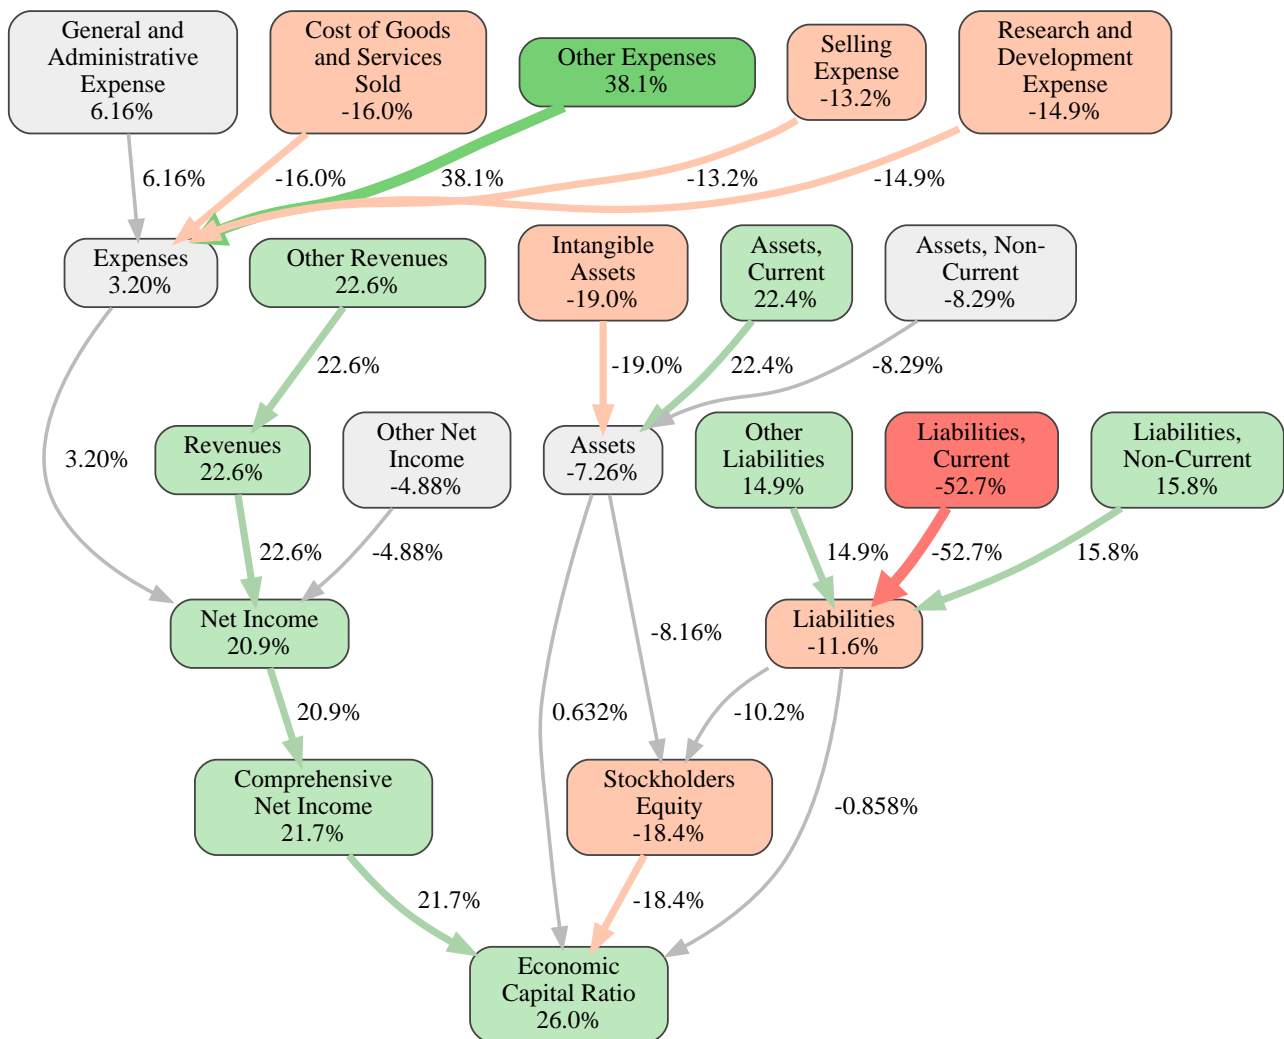 General and
Administrative
Expense
6.16%
Cost of Goods
and Services
Sold
-16.0%
Other Expenses
38.1%
Selling
Expense
-13.2%
Research and
Development
Expense
-14.9%
6.16%
-16.0%
38.1%
-13.2%
-14.9%
Expenses
3.20%
Other Revenues
22.6%
Intangible
Assets
-19.0%
Assets,
Current
22.4%
Assets, Non-
Current
-8.29%
22.6%
-19.0%
22.4%
-8.29%
3.20%
Revenues
22.6%
Other Net
Income
-4.88%
Assets
-7.26%
Other
Liabilities
14.9%
Liabilities,
Current
-52.7%
Liabilities,
Non-Current
15.8%
22.6%
-4.88%
14.9%
-52.7%
15.8%
Net Income
20.9%
-8.16%
Liabilities
-11.6%
20.9%
0.632%
-10.2%
Comprehensive
Net Income
21.7%
Stockholders
Equity
-18.4%
-0.858%
21.7%
-18.4%
Economic
Capital Ratio
26.0%